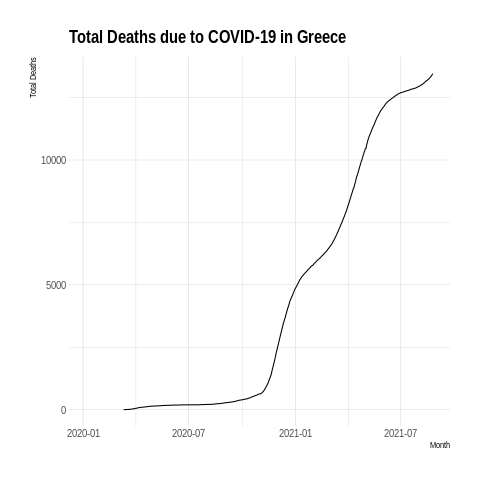 Total Deaths due to COVID-19 in Greece
Total Deaths
10000
5000
0
2020-01 2020-07 2021-01 2021-07
Month